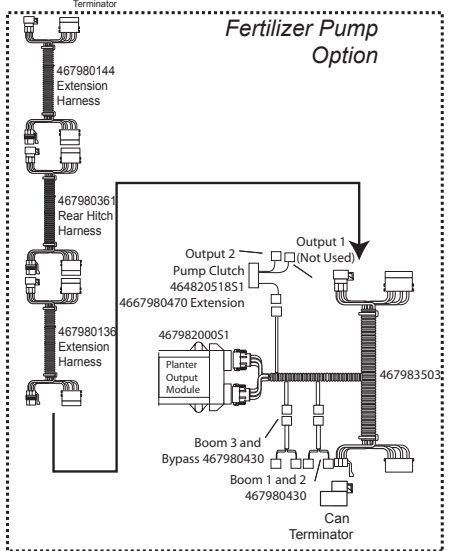 Terminator
Fertilizer Pump
Option
467980144
Extension
Harness
467980361
Rear Hitch
Harness
467980136
Extension
Harness
Output 1
(Not Used)
Output 2
Pump Clutch
464820518S1
4667980470 Extension
467982000S1
Planter
Output
Module
467983503
Boom 3 and
Bypass 467980430
Boom 1 and 2
467980430
Can
Terminator